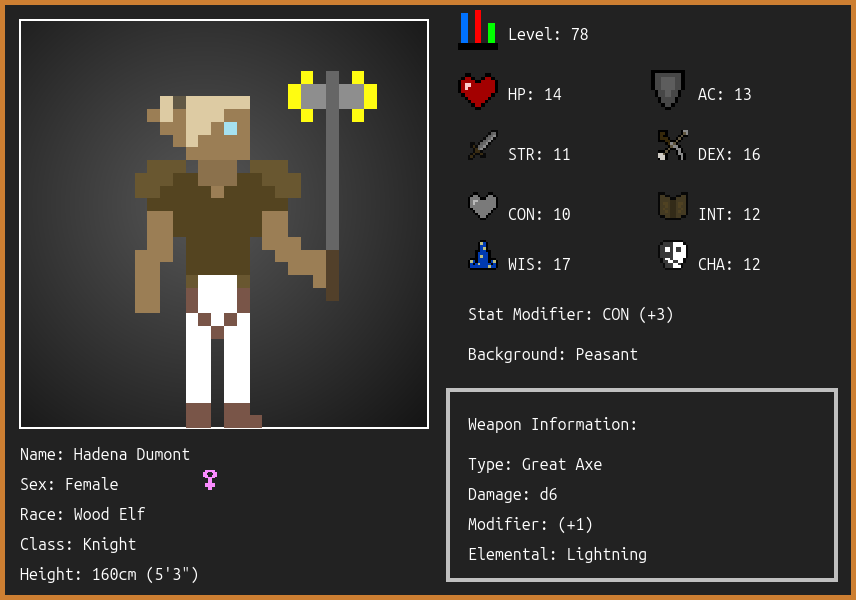 Level: 78
HP: 14
AC: 13
STR: 11
DEX: 16
CON: 10
INT: 12
WIS: 17
CHA: 12
Stat Modifier: CON (+3)
Background: Peasant
Weapon Information:
Type: Great Axe
Damage: d6
Modifier: (+1)
Elemental: Lightning
Name: Hadena Dumont
Sex: Female
Race: Wood Elf
Class: Knight
Height: 160cm (5'3")